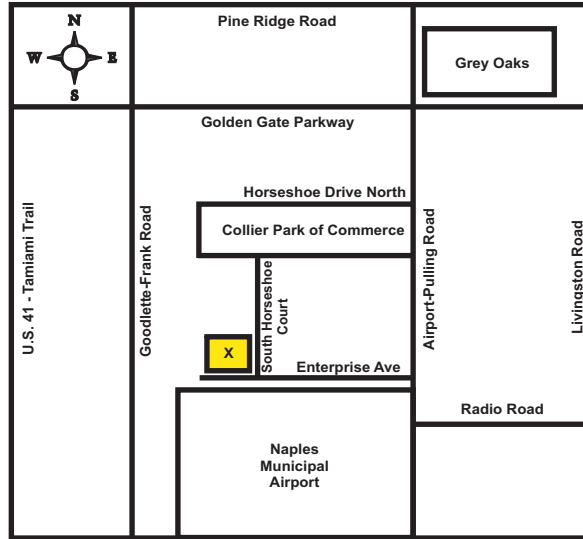 Pine Ridge Road
N
W
E
S
Grey Oaks
Golden Gate Parkway
Horseshoe Drive North
Collier Park of Commerce
U.S. 41 - Tamiami Trail
Goodlette-Frank Road
South Horseshoe
Court
Airport-Pulling Road
Livingston Road
X
Enterprise Ave
Radio Road
Naples
Municipal
Airport